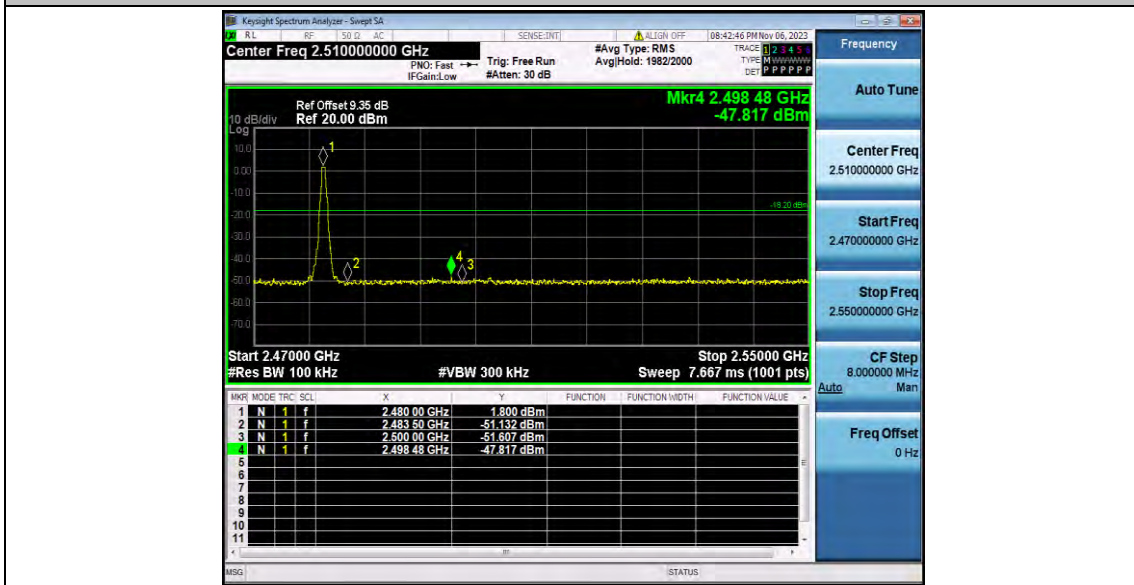 Keysight Spectrum Analyzer - Swept SA
RL RF 50 Ω AC SENSE:INT ALIGN OFF 08:42:46 PM Nov 06, 2023
Center Freq 2.510000000 GHz
PNO: Fast
IFGain:Low
Trig: Free Run
#Atten: 30 dB
#Avg Type: RMS
Avg|Hold: 1982/2000
TRACE 1 2 3 4 5 6
TYPE M W W W W W
DET P P P P P P
Ref Offset 9.35 dB
10 dB/div Ref 20.00 dBm
Log
Mkr4 2.498 48 GHz
-47.817 dBm
10.0
0.00
-10.0
-20.0
-30.0
-40.0
-50.0
-60.0
-70.0
-18.20 dBm
1
2
4
3
Start 2.47000 GHz Stop 2.55000 GHz
#Res BW 100 kHz #VBW 300 kHz Sweep 7.667 ms (1001 pts)
MKR MODE TRC SCL X Y FUNCTION FUNCTION WIDTH FUNCTION VALUE
1 N 1 f 2.480 00 GHz 1.800 dBm
2 N 1 f 2.483 50 GHz -51.132 dBm
3 N 1 f 2.500 00 GHz -51.607 dBm
4 N 1 f 2.498 48 GHz -47.817 dBm
5
6
7
8
9
10
11
MSG STATUS
Frequency
Auto Tune
Center Freq
2.510000000 GHz
Start Freq
2.470000000 GHz
Stop Freq
2.550000000 GHz
CF Step
8.000000 MHz
Auto Man
Freq Offset
0 Hz